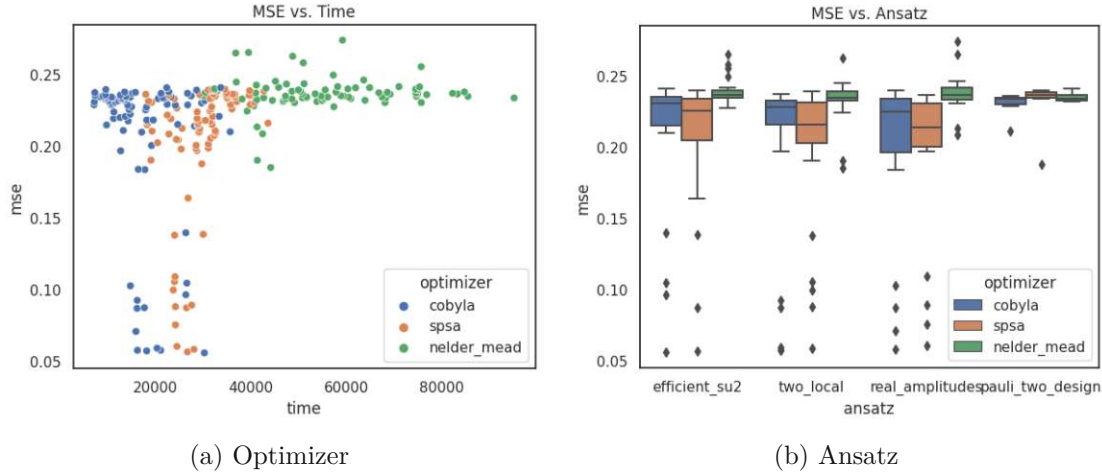 MSE vs. Time
mse
0.25
0.20
0.15
0.10
0.05
optimizer
cobyla
spsa
nelder_mead
20000 40000 60000 80000
time
(a) Optimizer
MSE vs. Ansatz
mse
0.25
0.20
0.15
0.10
0.05
optimizer
cobyla
spsa
nelder_mead
efficient_su2 two_local real_amplitudes pauli_two_design
ansatz
(b) Ansatz